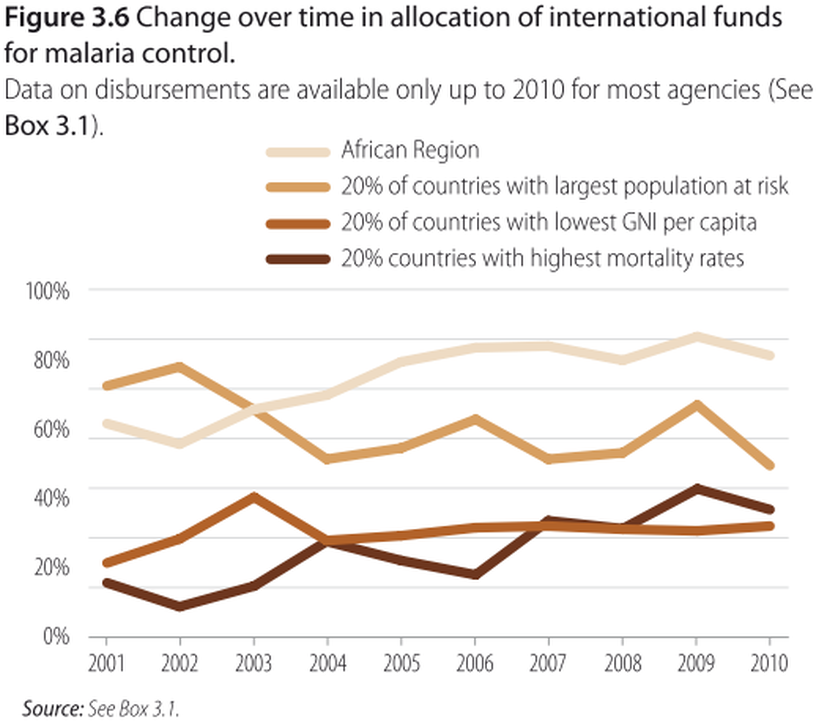 Figure 3.6 Change over time in allocation of international funds
for malaria control.
Data on disbursements are available only up to 2010 for most agencies (See
Box 3.1).
African Region
20% of countries with largest population at risk
20% of countries with lowest GNI per capita
20% countries with highest mortality rates
100%
80%
60%
40%
20%
0%
2001 2002 2003 2004 2005 2006 2007 2008 2009 2010
Source: See Box 3.1.